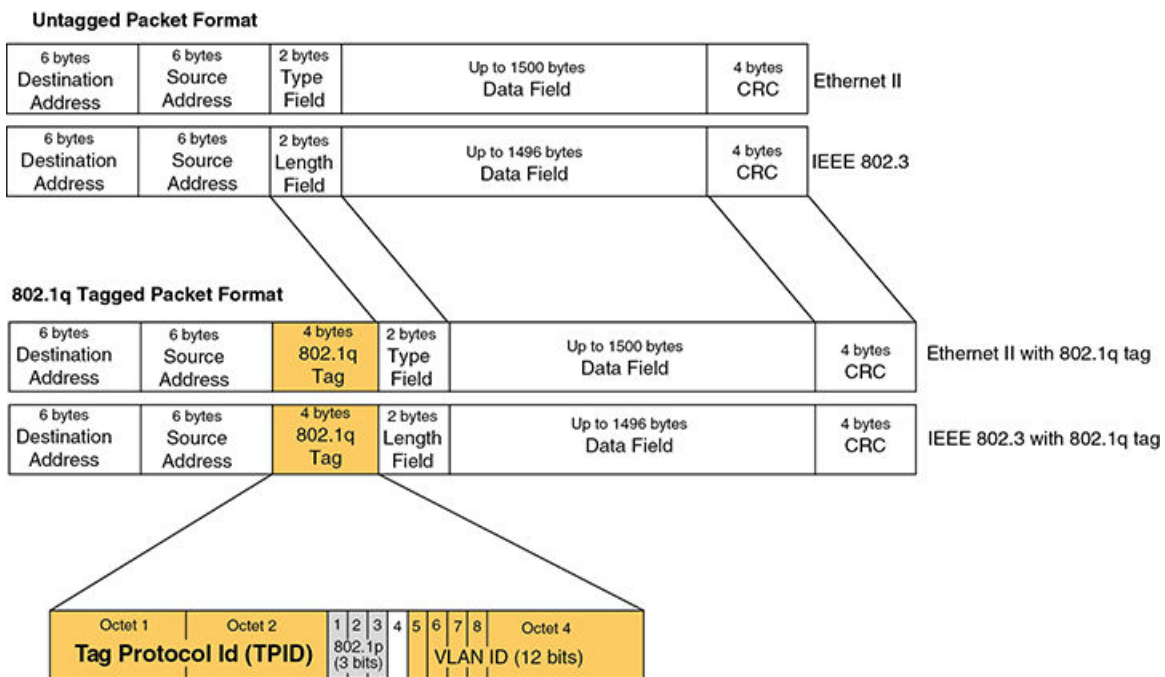 Untagged Packet Format
6 bytes
Destination
Address
6 bytes
Source
Address
2 bytes
Type
Field
Up to 1500 bytes
Data Field
4 bytes
CRC
Ethernet II
6 bytes
Destination
Address
6 bytes
Source
Address
2 bytes
Length
Field
Up to 1496 bytes
Data Field
4 bytes
CRC
IEEE 802.3
802.1q Tagged Packet Format
6 bytes
Destination
Address
6 bytes
Source
Address
4 bytes
802.1q
Tag
2 bytes
Type
Field
Up to 1500 bytes
Data Field
4 bytes
CRC
Ethernet II with 802.1q tag
6 bytes
Destination
Address
6 bytes
Source
Address
4 bytes
802.1q
Tag
2 bytes
Length
Field
Up to 1496 bytes
Data Field
4 bytes
CRC
IEEE 802.3 with 802.1q tag
Octet 1
Octet 2
Tag Protocol Id (TPID)
1 2 3
802.1p
(3 bits)
4
5 6 7 8
Octet 4
VLAN ID (12 bits)